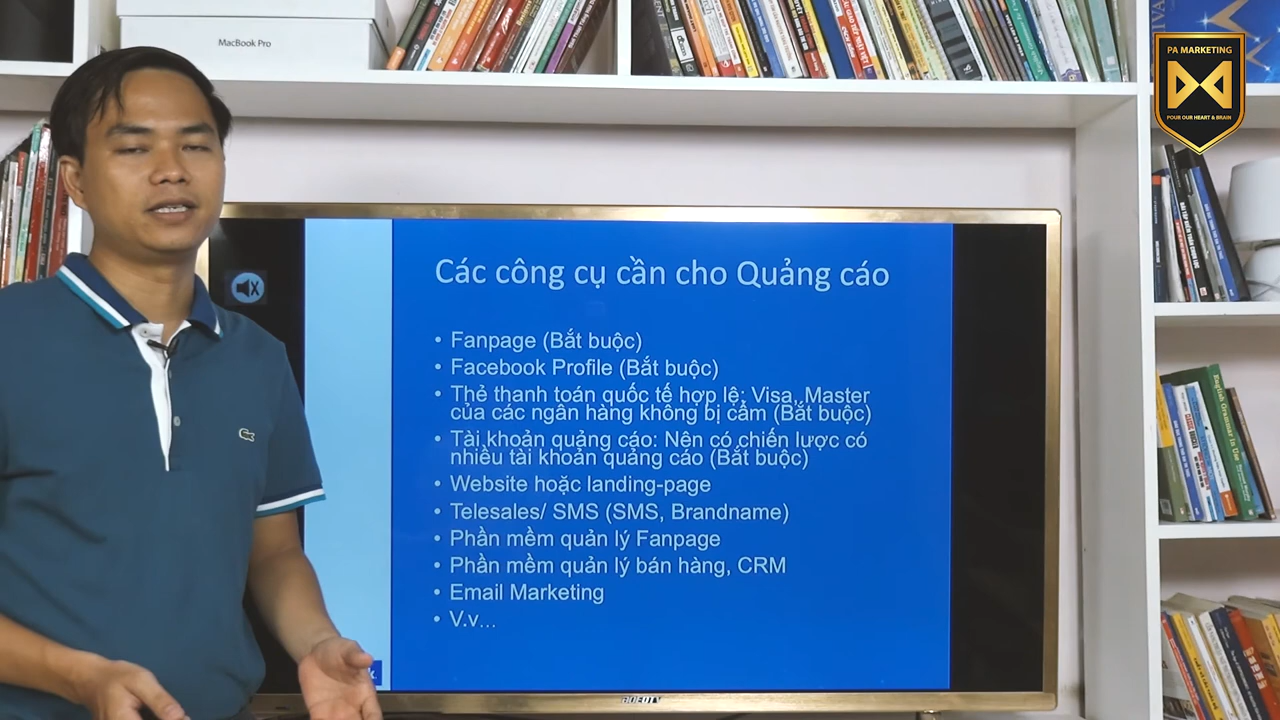 MacBook Pro
PA MARKETING
POUR OUR HEART & BRAIN
Các công cụ cần cho Quảng cáo
• Fanpage (Bắt buộc)
• Facebook Profile (Bắt buộc)
• Thẻ thanh toán quốc tế hợp lệ: Visa, Master
của các ngân hàng không bị cấm (Bắt buộc)
• Tài khoản quảng cáo: Nên có chiến lược có
nhiều tài khoản quảng cáo (Bắt buộc)
• Website hoặc landing-page
• Telesales/ SMS (SMS, Brandname)
• Phần mềm quản lý Fanpage
• Phần mềm quản lý bán hàng, CRM
• Email Marketing
• V.v...
English Grammar In Use